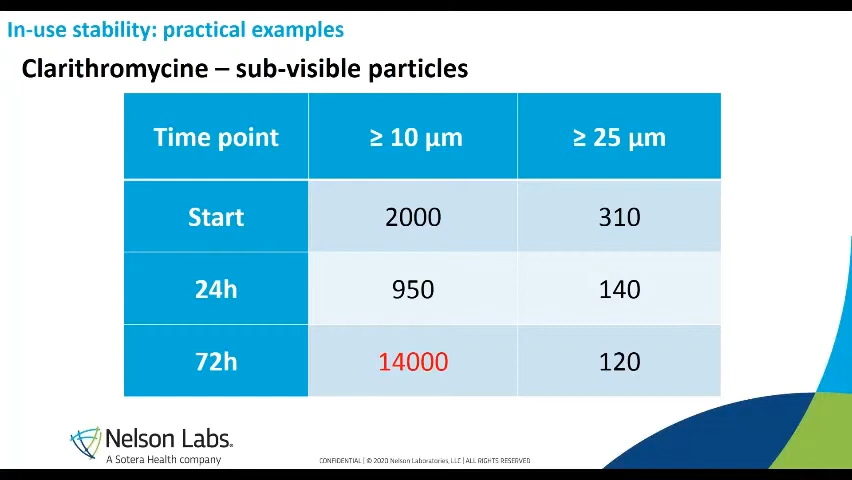 In-use stability: practical examples
Clarithromycine – sub-visible particles
Time point ≥ 10 µm ≥ 25 µm
Start 2000 310
24h 950 140
72h 14000 120
Nelson Labs.
A Sotera Health company
CONFIDENTIAL | © 2020 Nelson Laboratories, LLC | ALL RIGHTS RESERVED